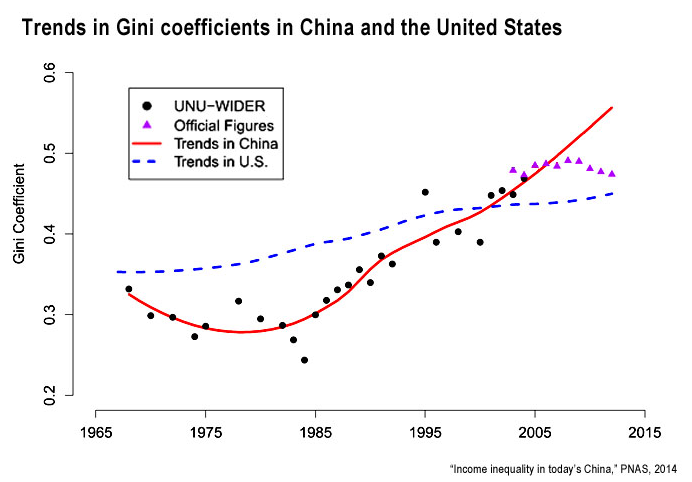 Trends in Gini coefficients in China and the United States
0.6
0.5
0.4
0.3
0.2
Gini Coefficient
UNU-WIDER
Official Figures
Trends in China
Trends in U.S.
1965 1975 1985 1995 2005 2015
“Income inequality in today’s China,” PNAS, 2014